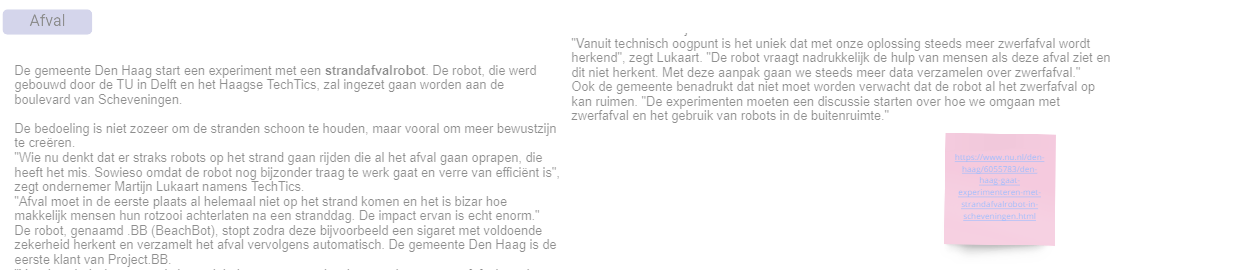 Afval
De gemeente Den Haag start een experiment met een strandafvalrobot. De robot, die werd
gebouwd door de TU in Delft en het Haagse TechTics, zal ingezet gaan worden aan de
boulevard van Scheveningen.
De bedoeling is niet zozeer om de stranden schoon te houden, maar vooral om meer bewustzijn
te creëren.
"Wie nu denkt dat er straks robots op het strand gaan rijden die al het afval gaan oprapen, die
heeft het mis. Sowieso omdat de robot nog bijzonder traag te werk gaat en verre van efficiënt is",
zegt ondernemer Martijn Lukaart namens TechTics.
"Afval moet in de eerste plaats al helemaal niet op het strand komen en het is bizar hoe
makkelijk mensen hun rotzooi achterlaten na een stranddag. De impact ervan is echt enorm."
De robot, genaamd .BB (BeachBot), stopt zodra deze bijvoorbeeld een sigaret met voldoende
zekerheid herkent en verzamelt het afval vervolgens automatisch. De gemeente Den Haag is de
eerste klant van Project.BB.
"Vanuit technisch oogpunt is het uniek dat met onze oplossing steeds meer zwerfafval wordt
herkend", zegt Lukaart. "De robot vraagt nadrukkelijk de hulp van mensen als deze afval ziet en
dit niet herkent. Met deze aanpak gaan we steeds meer data verzamelen over zwerfafval."
Ook de gemeente benadrukt dat niet moet worden verwacht dat de robot al het zwerfafval op
kan ruimen. "De experimenten moeten een discussie starten over hoe we omgaan met
zwerfafval en het gebruik van robots in de buitenruimte."
https://www.nu.nl/den-
haag/6055783/den-
haag-gaat-
experimenteren-met-
strandafvalrobot-in-
scheveningen.html